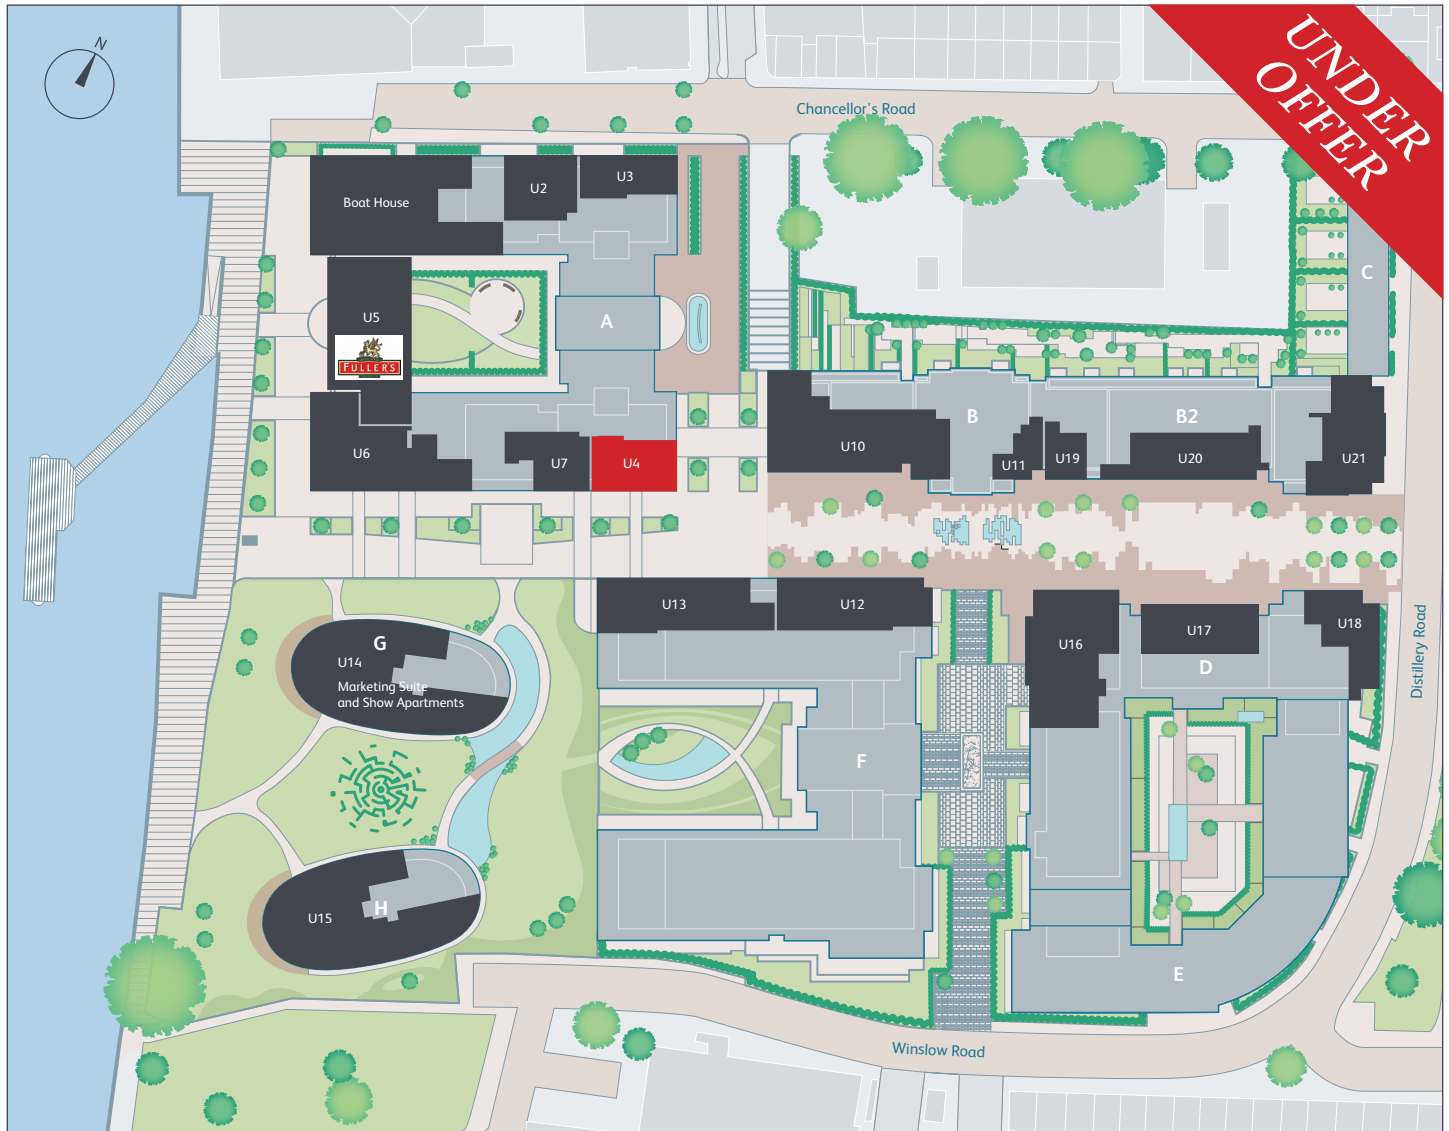 N
UNDER
OFFER
Chancellor's Road
Boat House
U2
U3
C
U5
A
FULLER'S
B
B2
U6
U7
U4
U10
U11
U19
U20
U21
U13
U12
G
U14
Marketing Suite
and Show Apartments
U16
U17
U18
D
Distillery Road
F
U15
H
E
Winslow Road